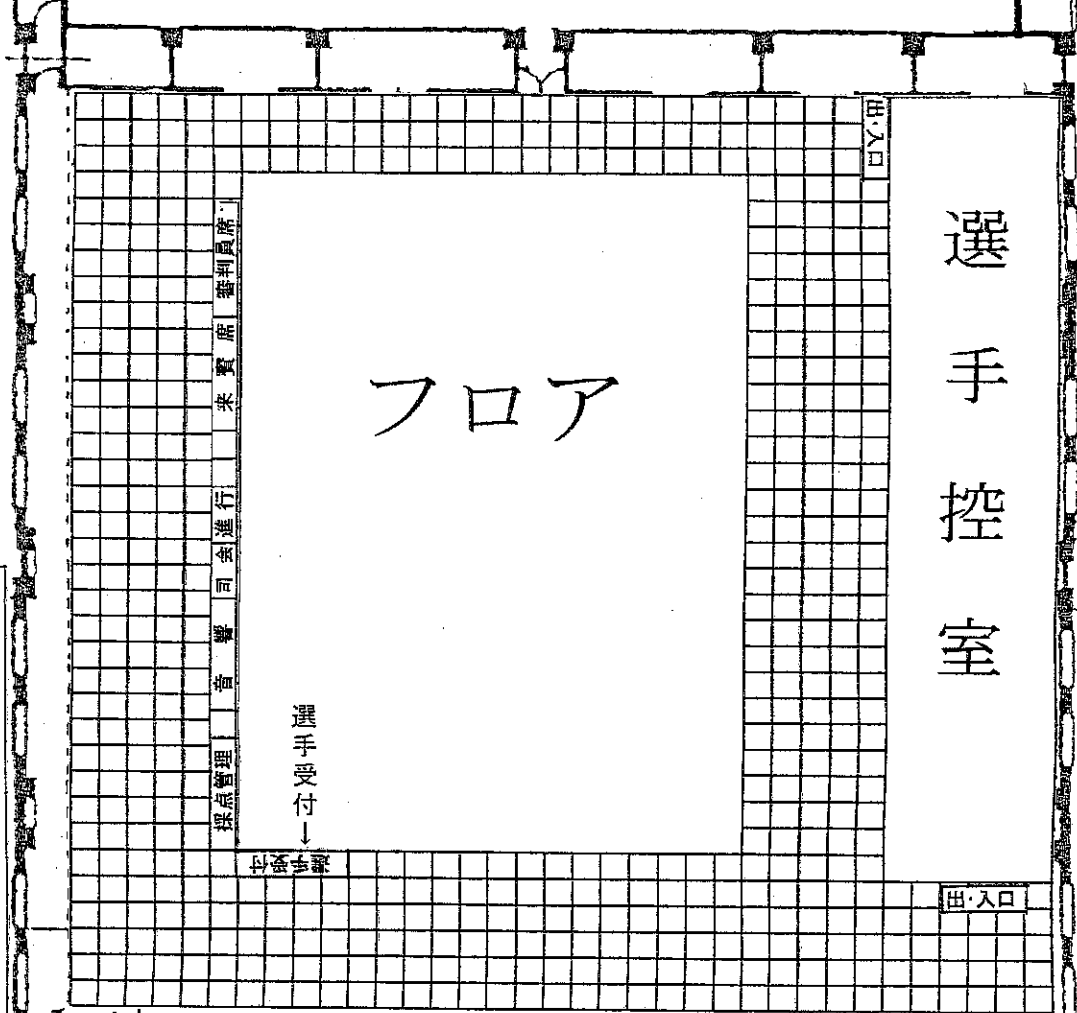 出・入口
選手控室
審判員席
来賓席
フロア
司会進行
音響
採点管理
選手受付↓
選手受付
出・入口